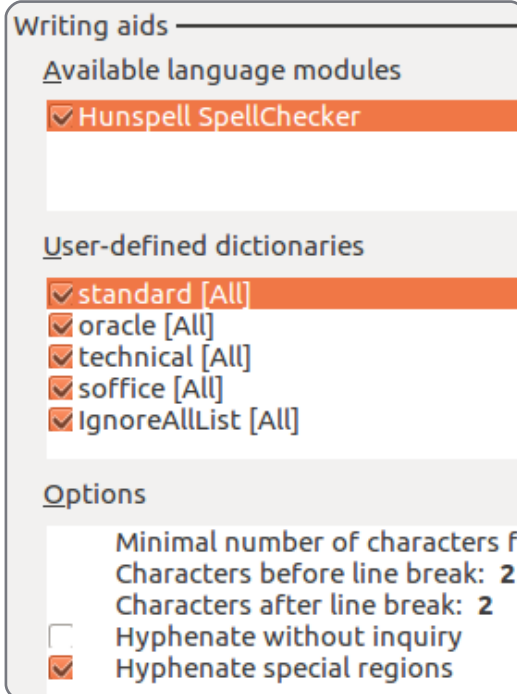 Writing aids
Available language modules
Hunspell SpellChecker
User-defined dictionaries
standard [All]
oracle [All]
technical [All]
soffice [All]
IgnoreAllList [All]
Options
Minimal number of characters
Characters before line break: 2
Characters after line break: 2
Hyphenate without inquiry
Hyphenate special regions